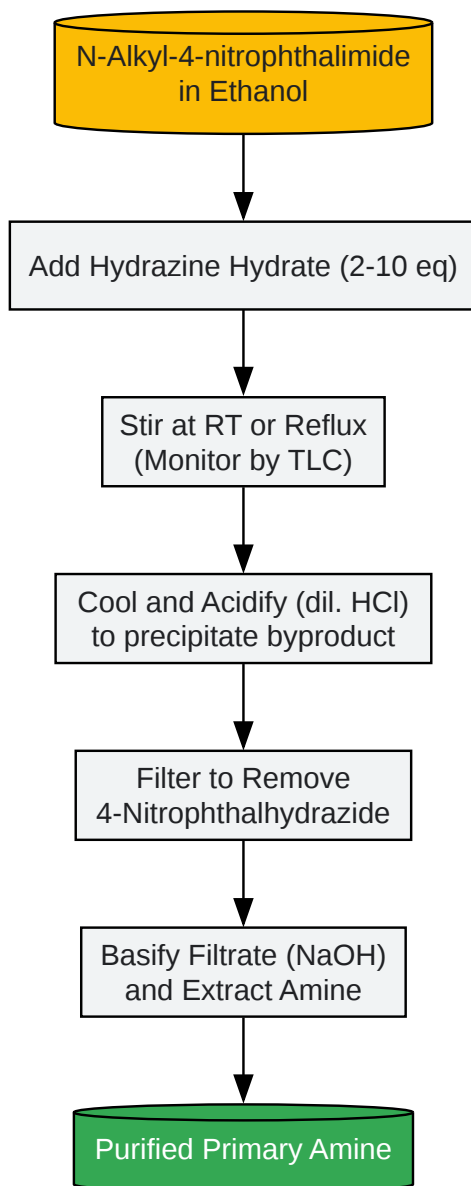 N-Alkyl-4-nitrophthalimide
in Ethanol
Add Hydrazine Hydrate (2-10 eq)
Stir at RT or Reflux
(Monitor by TLC)
Cool and Acidify (dil. HCl)
to precipitate byproduct
Filter to Remove
4-Nitrophthalhydrazide
Basify Filtrate (NaOH)
and Extract Amine
Purified Primary Amine